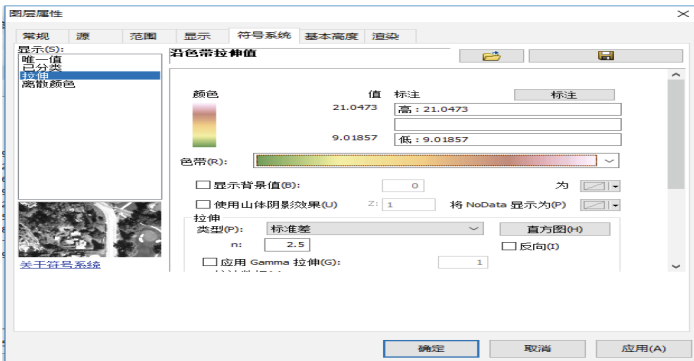 图层属性
常规 源 范围 显示 符号系统 基本高度 渲染
显示(S):
唯一值
已分类
拉伸
离散颜色
沿色带拉伸值
颜色 值 标注 标注
21.0473 高 : 21.0473
9.01857 低 : 9.01857
色带(R):
显示背景值(B): 0 为
使用山体阴影效果(U) Z: 1 将 NoData 显示为(P)
拉伸
类型(P): 标准差 直方图(H)
n: 2.5 反向(I)
应用 Gamma 拉伸(G): 1
关于符号系统
确定 取消 应用(A)